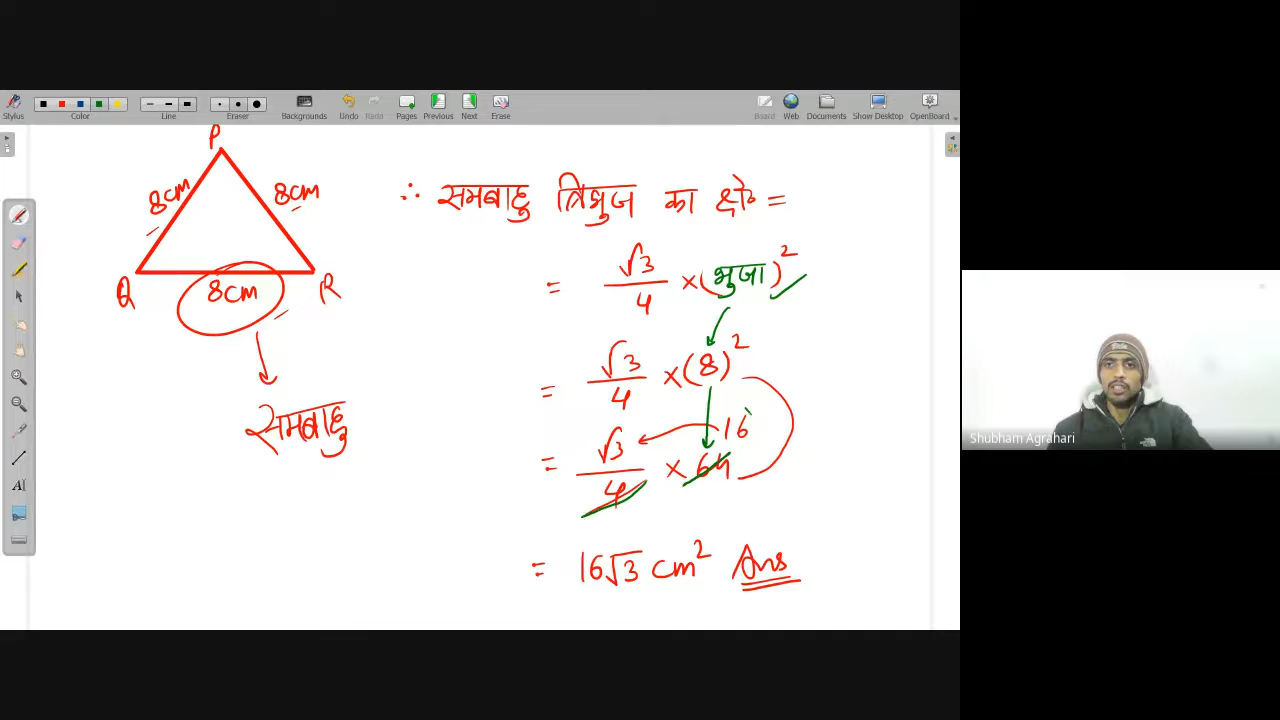 Stylus Color Line Eraser Backgrounds Undo Redo Pages Previous Next Erase Board Web Documents Show Desktop OpenBoard
P
8cm 8cm
Q 8cm R
समबाहु
∴ समबाहु त्रिभुज का क्षे० =
= √3/4 × (भुजा)²
= √3/4 × (8)²
16
= √3/4 × 64
= 16√3 cm² Ans
Shubham Agrahari